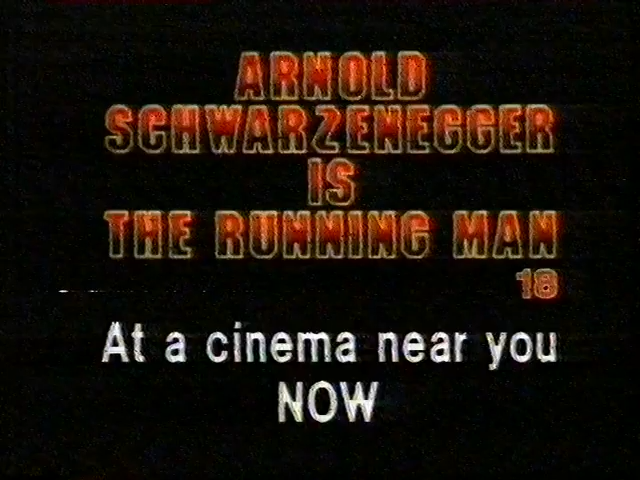 ARNOLD
SCHWARZENEGGER
IS
THE RUNNING MAN
18
At a cinema near you
NOW